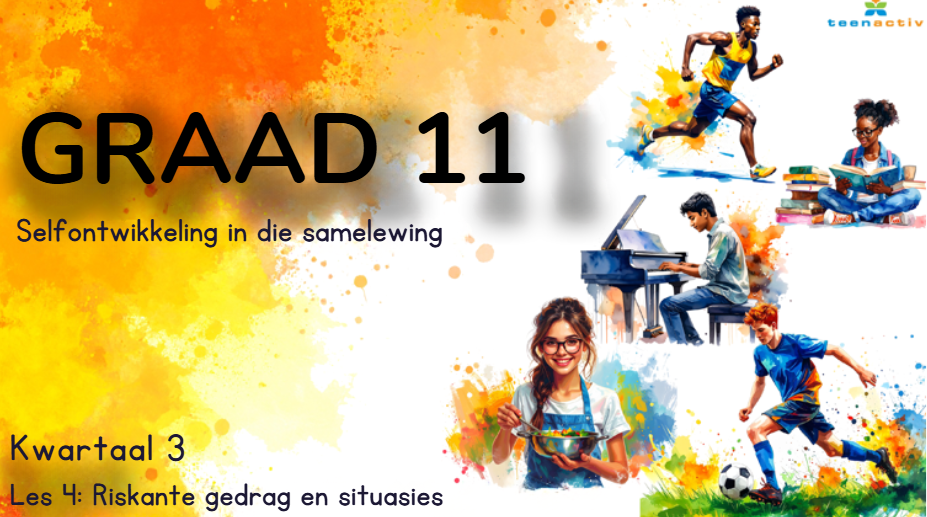 teenactiv
GRAAD 11
Selfontwikkeling in die samelewing
Kwartaal 3
Les 4: Riskante gedrag en situasies